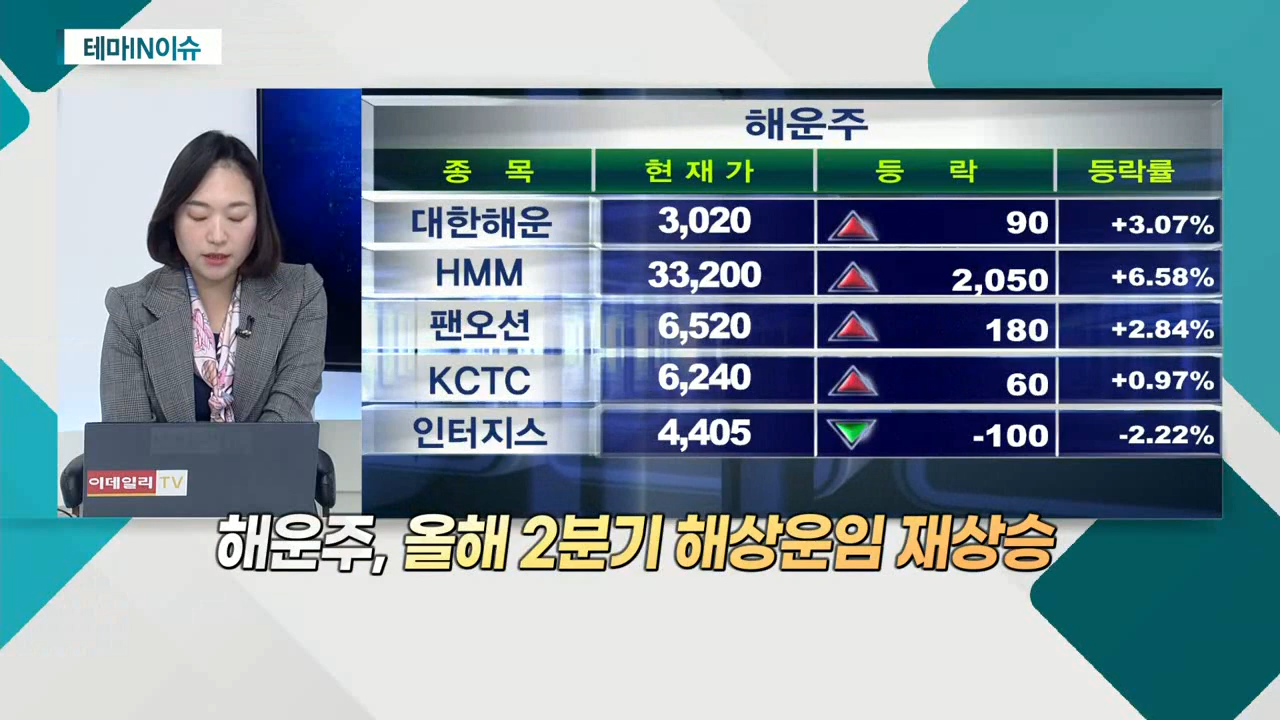 테마IN이슈
해운주
종 목 현 재 가 등 락 등락률
대한해운 3,020 90 +3.07%
HMM 33,200 2,050 +6.58%
팬오션 6,520 180 +2.84%
KCTC 6,240 60 +0.97%
인터지스 4,405 -100 -2.22%
이데일리 TV
해운주, 올해 2분기 해상운임 재상승